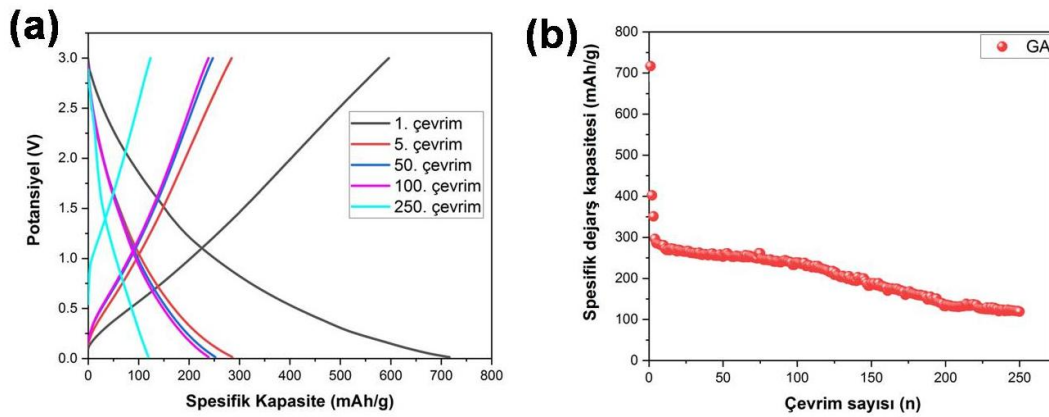 (a)
3.0
2.5
2.0
1.5
1.0
0.5
0.0
Potansiyel (V)
0 100 200 300 400 500 600 700 800
Spesifik Kapasite (mAh/g)
1. çevrim
5. çevrim
50. çevrim
100. çevrim
250. çevrim
(b)
800
700
600
500
400
300
200
100
0
Spesifik dejarş kapasitesi (mAh/g)
0 50 100 150 200 250
Çevrim sayısı (n)
GA